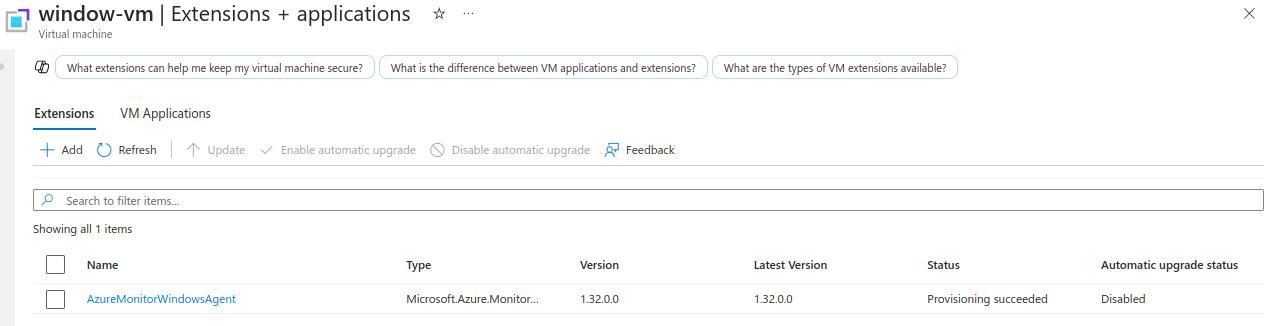 window-vm | Extensions + applications ☆ ...
Virtual machine
What extensions can help me keep my virtual machine secure? What is the difference between VM applications and extensions? What are the types of VM extensions available?
Extensions VM Applications
Add Refresh Update Enable automatic upgrade Disable automatic upgrade Feedback
Search to filter items...
Showing all 1 items
Name Type Version Latest Version Status Automatic upgrade status
AzureMonitorWindowsAgent Microsoft.Azure.Monitor... 1.32.0.0 1.32.0.0 Provisioning succeeded Disabled